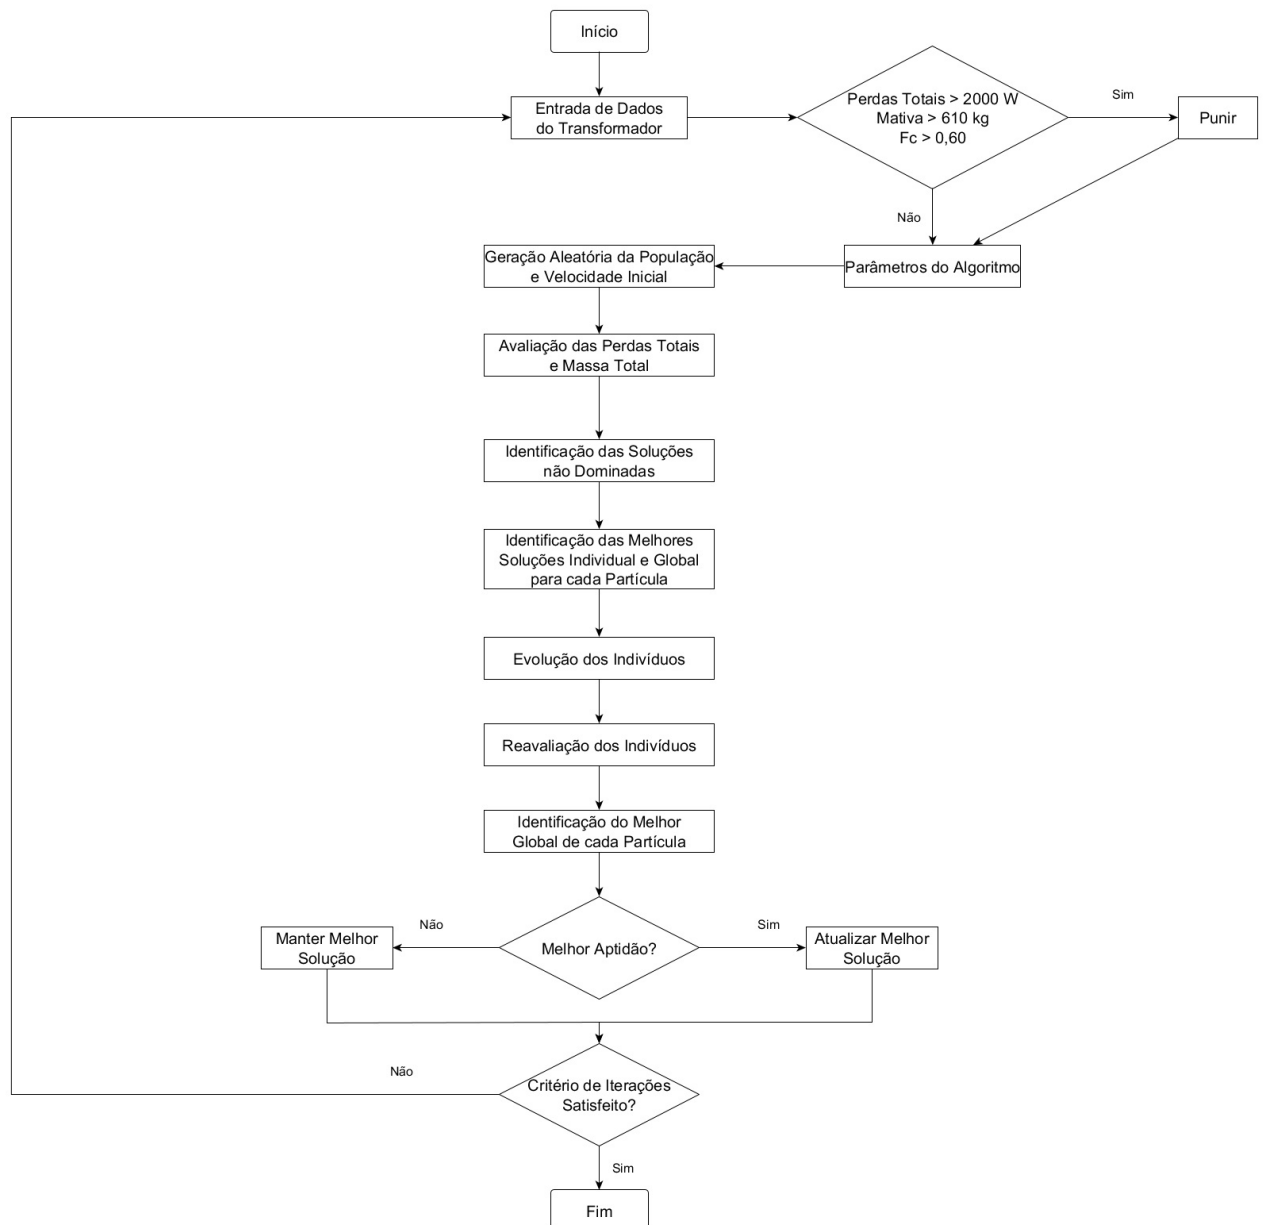 Início
Entrada de Dados
do Transformador
Perdas Totais > 2000 W
Mativa > 610 kg
Fc > 0,60
Sim
Punir
Não
Parâmetros do Algoritmo
Geração Aleatória da População
e Velocidade Inicial
Avaliação das Perdas Totais
e Massa Total
Identificação das Soluções
não Dominadas
Identificação das Melhores
Soluções Individual e Global
para cada Partícula
Evolução dos Indivíduos
Reavaliação dos Indivíduos
Identificação do Melhor
Global de cada Partícula
Melhor Aptidão?
Não
Manter Melhor
Solução
Sim
Atualizar Melhor
Solução
Critério de Iterações
Satisfeito?
Não
Sim
Fim